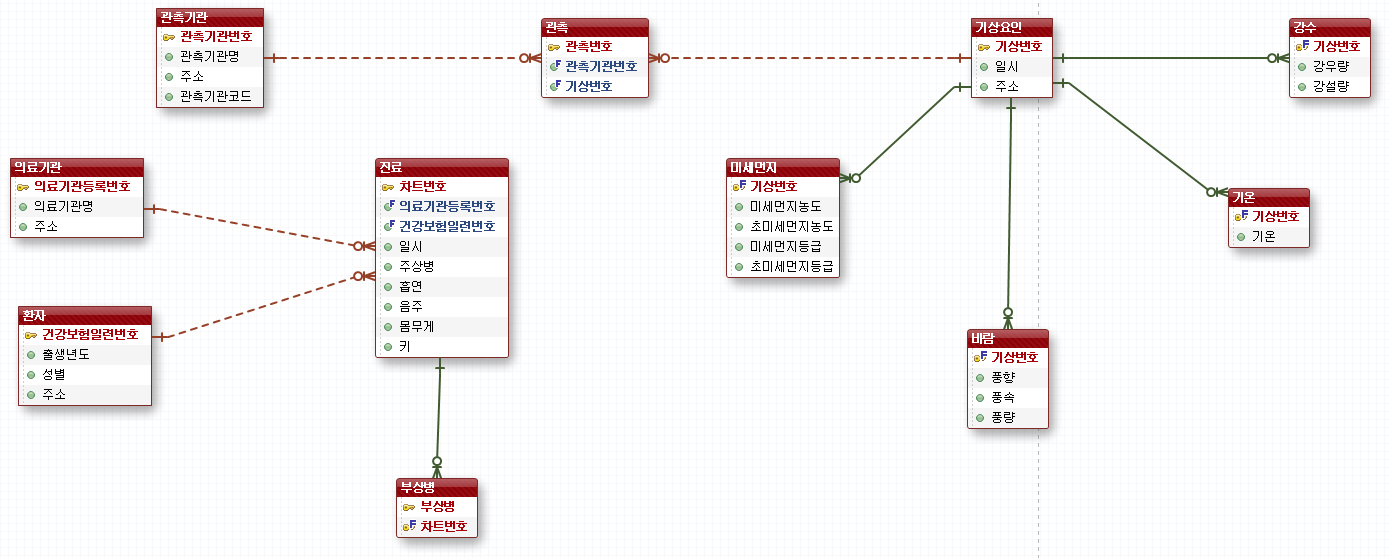 관측기관
관측기관번호
관측기관명
주소
관측기관코드
관측
관측번호
관측기관번호
기상번호
기상요인
기상번호
일시
주소
강수
기상번호
강우량
강설량
의료기관
의료기관등록번호
의료기관명
주소
진료
차트번호
의료기관등록번호
건강보험일련번호
일시
주상병
흡연
음주
몸무게
키
미세먼지
기상번호
미세먼지농도
초미세먼지농도
미세먼지등급
초미세먼지등급
기온
기상번호
기온
환자
건강보험일련번호
출생년도
성별
주소
바람
기상번호
풍향
풍속
풍량
부상병
부상병
차트번호